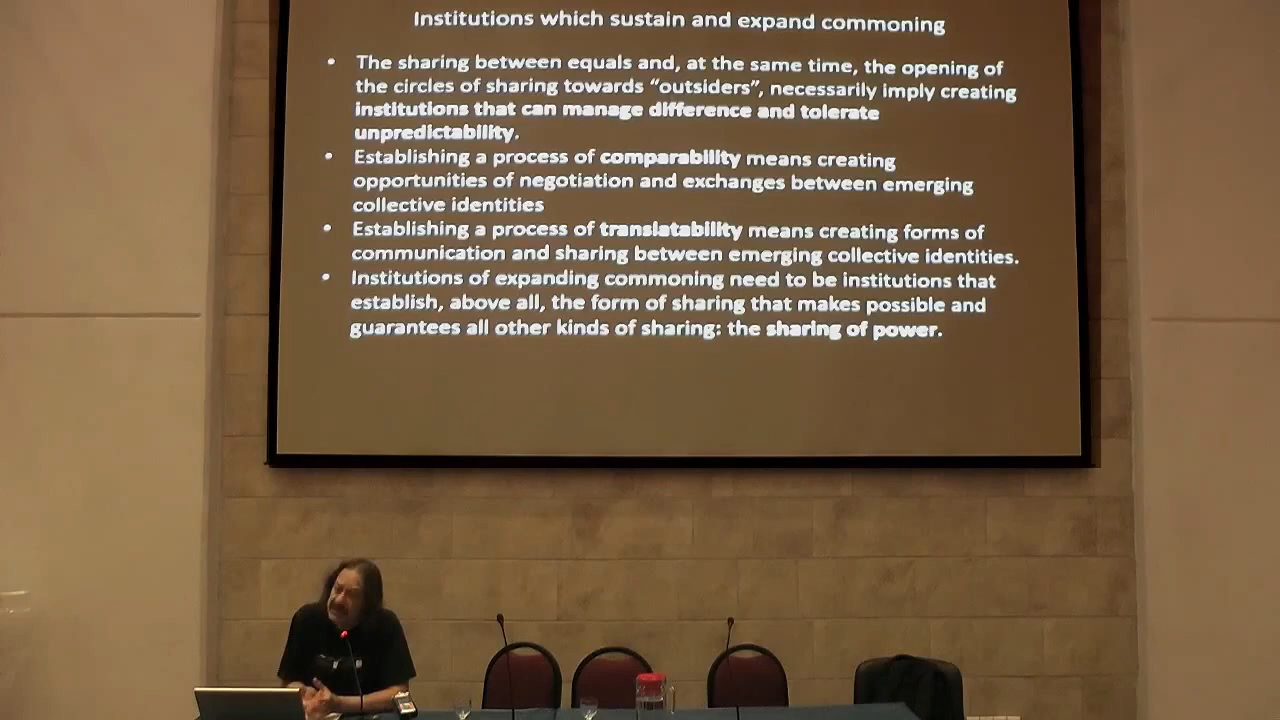 Institutions which sustain and expand commoning
• The sharing between equals and, at the same time, the opening of
the circles of sharing towards “outsiders”, necessarily imply creating
institutions that can manage difference and tolerate
unpredictability.
• Establishing a process of comparability means creating
opportunities of negotiation and exchanges between emerging
collective identities
• Establishing a process of translatability means creating forms of
communication and sharing between emerging collective identities.
• Institutions of expanding commoning need to be institutions that
establish, above all, the form of sharing that makes possible and
guarantees all other kinds of sharing: the sharing of power.